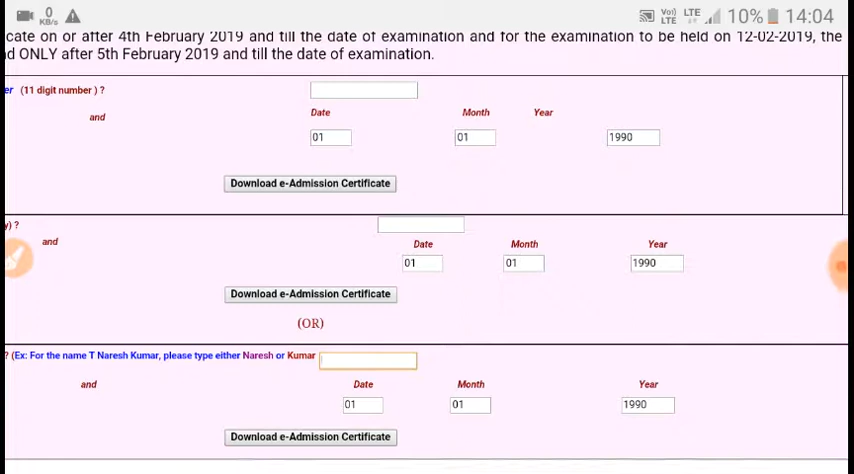 0 KB/s Vo)) LTE LTE 10% 14:04
cate on or after 4th February 2019 and till the date of examination and for the examination to be held on 12-02-2019, the
d ONLY after 5th February 2019 and till the date of examination.
er (11 digit number ) ?
and Date Month Year
01 01 1990
Download e-Admission Certificate
y) ?
and Date Month Year
01 01 1990
Download e-Admission Certificate
(OR)
? (Ex: For the name T Naresh Kumar, please type either Naresh or Kumar
and Date Month Year
01 01 1990
Download e-Admission Certificate